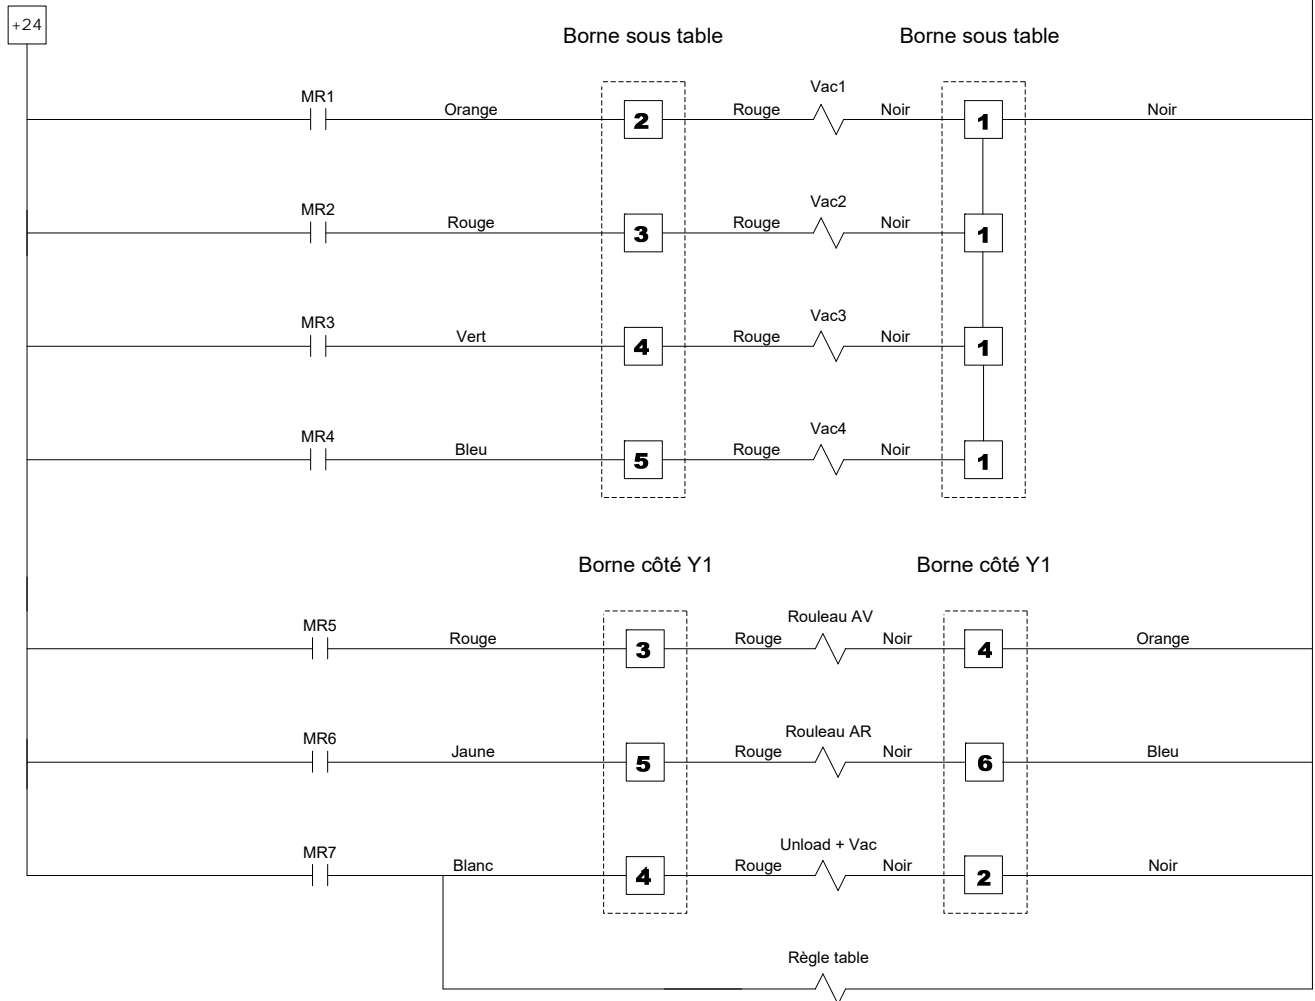 +24
Borne sous table Borne sous table
MR1 Orange 2 Rouge Vac1 Noir 1 Noir
MR2 Rouge 3 Rouge Vac2 Noir 1
MR3 Vert 4 Rouge Vac3 Noir 1
MR4 Bleu 5 Rouge Vac4 Noir 1
Borne côté Y1 Borne côté Y1
MR5 Rouge 3 Rouge Rouleau AV Noir 4 Orange
MR6 Jaune 5 Rouge Rouleau AR Noir 6 Bleu
MR7 Blanc 4 Rouge Unload + Vac Noir 2 Noir
Règle table